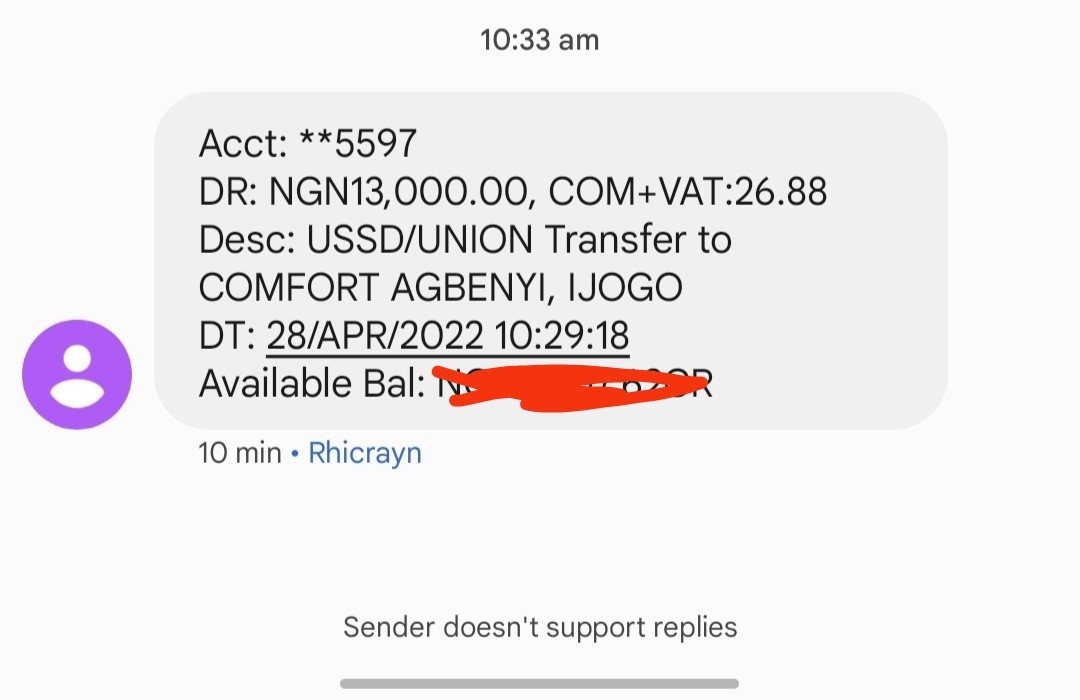 10:33 am
Acct: **5597
DR: NGN13,000.00, COM+VAT:26.88
Desc: USSD/UNION Transfer to
COMFORT AGBENYI, IJOGO
DT: 28/APR/2022 10:29:18
Available Bal:
10 min • Rhicrayn
Sender doesn't support replies